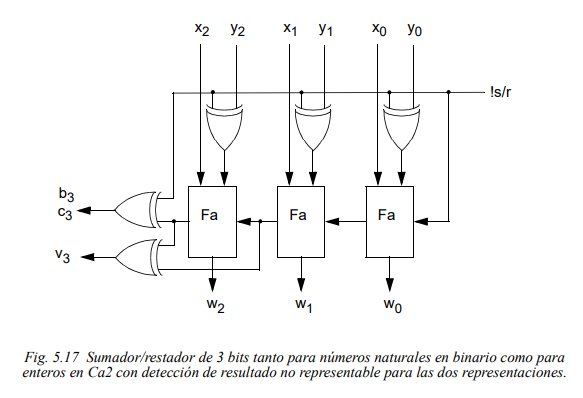 x2 y2 x1 y1 x0 y0
!s/r
b3
c3
Fa Fa Fa
v3
w2 w1 w0
Fig. 5.17 Sumador/restador de 3 bits tanto para números naturales en binario como para
enteros en Ca2 con detección de resultado no representable para las dos representaciones.